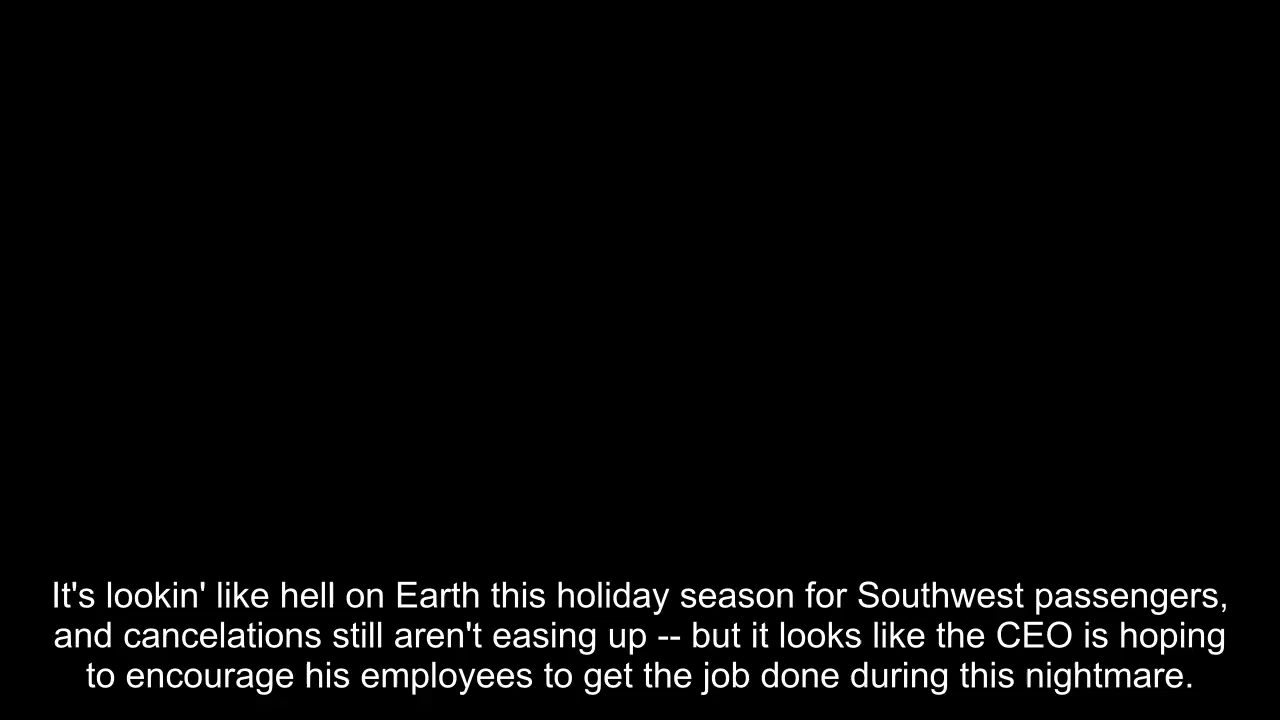 It's lookin' like hell on Earth this holiday season for Southwest passengers,
and cancelations still aren't easing up -- but it looks like the CEO is hoping
to encourage his employees to get the job done during this nightmare.